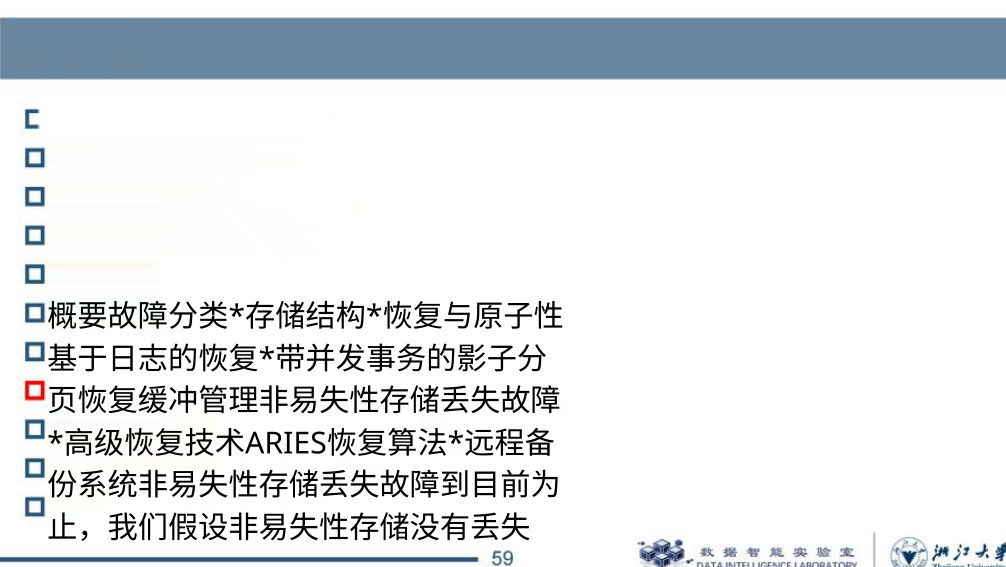 概要故障分类*存储结构*恢复与原子性
基于日志的恢复*带并发事务的影子分
页恢复缓冲管理非易失性存储丢失故障
*高级恢复技术ARIES恢复算法*远程备
份系统非易失性存储丢失故障到目前为
止，我们假设非易失性存储没有丢失
59
数据智能实验室
DATA INTELLIGENCE LABORATORY
浙江大学
Zhejiang University